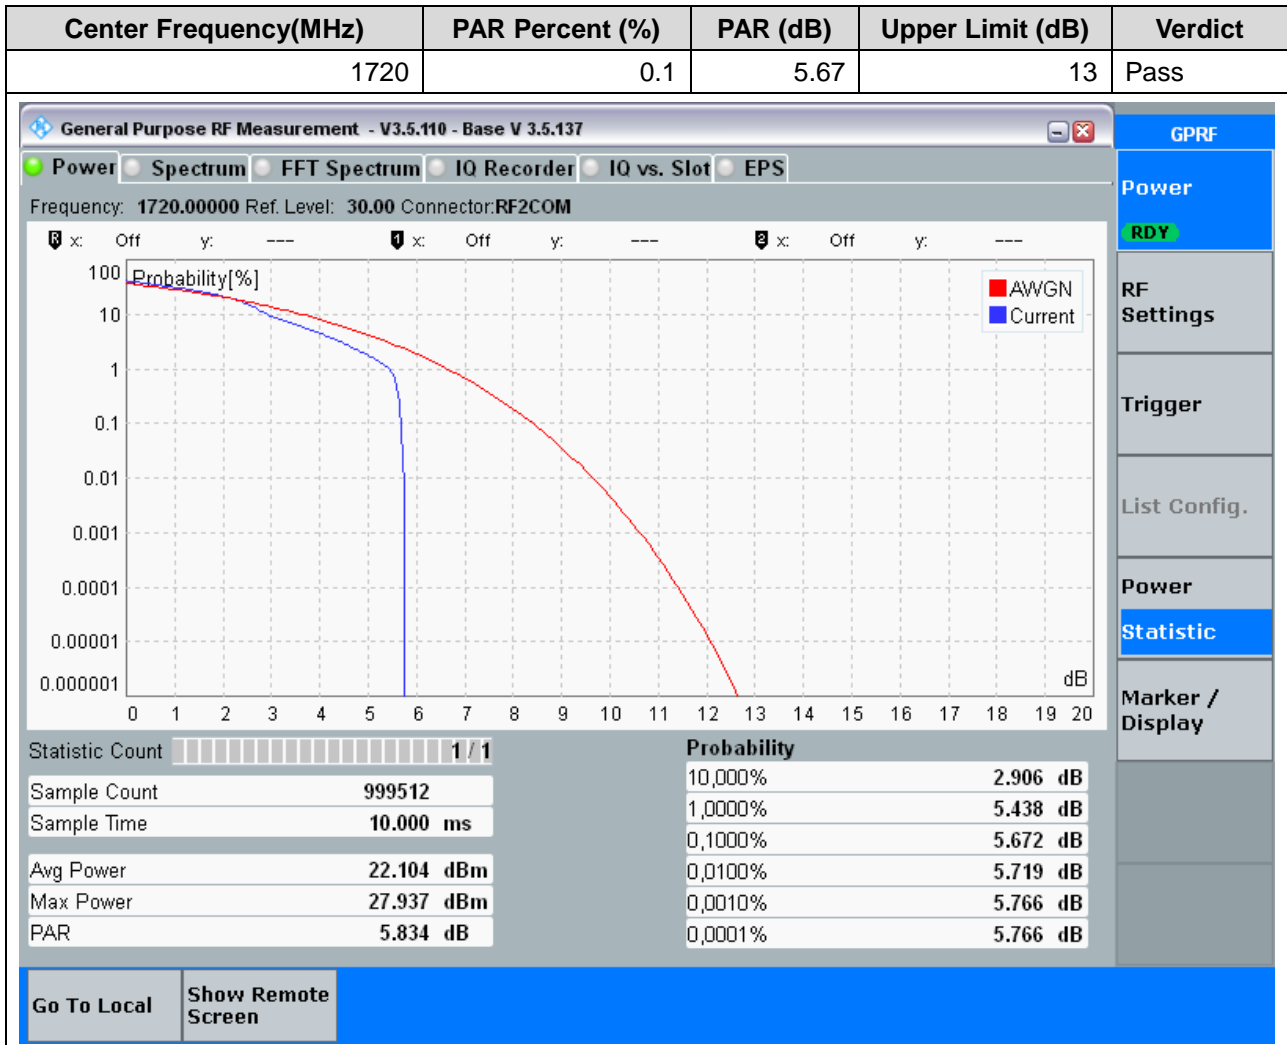 Center Frequency(MHz) PAR Percent (%) PAR (dB) Upper Limit (dB) Verdict
1720 0.1 5.67 13 Pass
General Purpose RF Measurement - V3.5.110 - Base V 3.5.137
GPRF
Power Spectrum FFT Spectrum IQ Recorder IQ vs. Slot EPS
Frequency: 1720.00000 Ref. Level: 30.00 Connector:RF2COM
R x: Off y: --- 1 x: Off y: --- 2 x: Off y: ---
Probability[%]
AWGN
Current
100
10
1
0.1
0.01
0.001
0.0001
0.00001
0.000001
dB
0 1 2 3 4 5 6 7 8 9 10 11 12 13 14 15 16 17 18 19 20
Statistic Count 1 / 1
Sample Count 999512
Sample Time 10.000 ms
Avg Power 22.104 dBm
Max Power 27.937 dBm
PAR 5.834 dB
Probability
10,000% 2.906 dB
1,0000% 5.438 dB
0,1000% 5.672 dB
0,0100% 5.719 dB
0,0010% 5.766 dB
0,0001% 5.766 dB
Power
RDY
RF
Settings
Trigger
List Config.
Power
Statistic
Marker /
Display
Go To Local
Show Remote
Screen